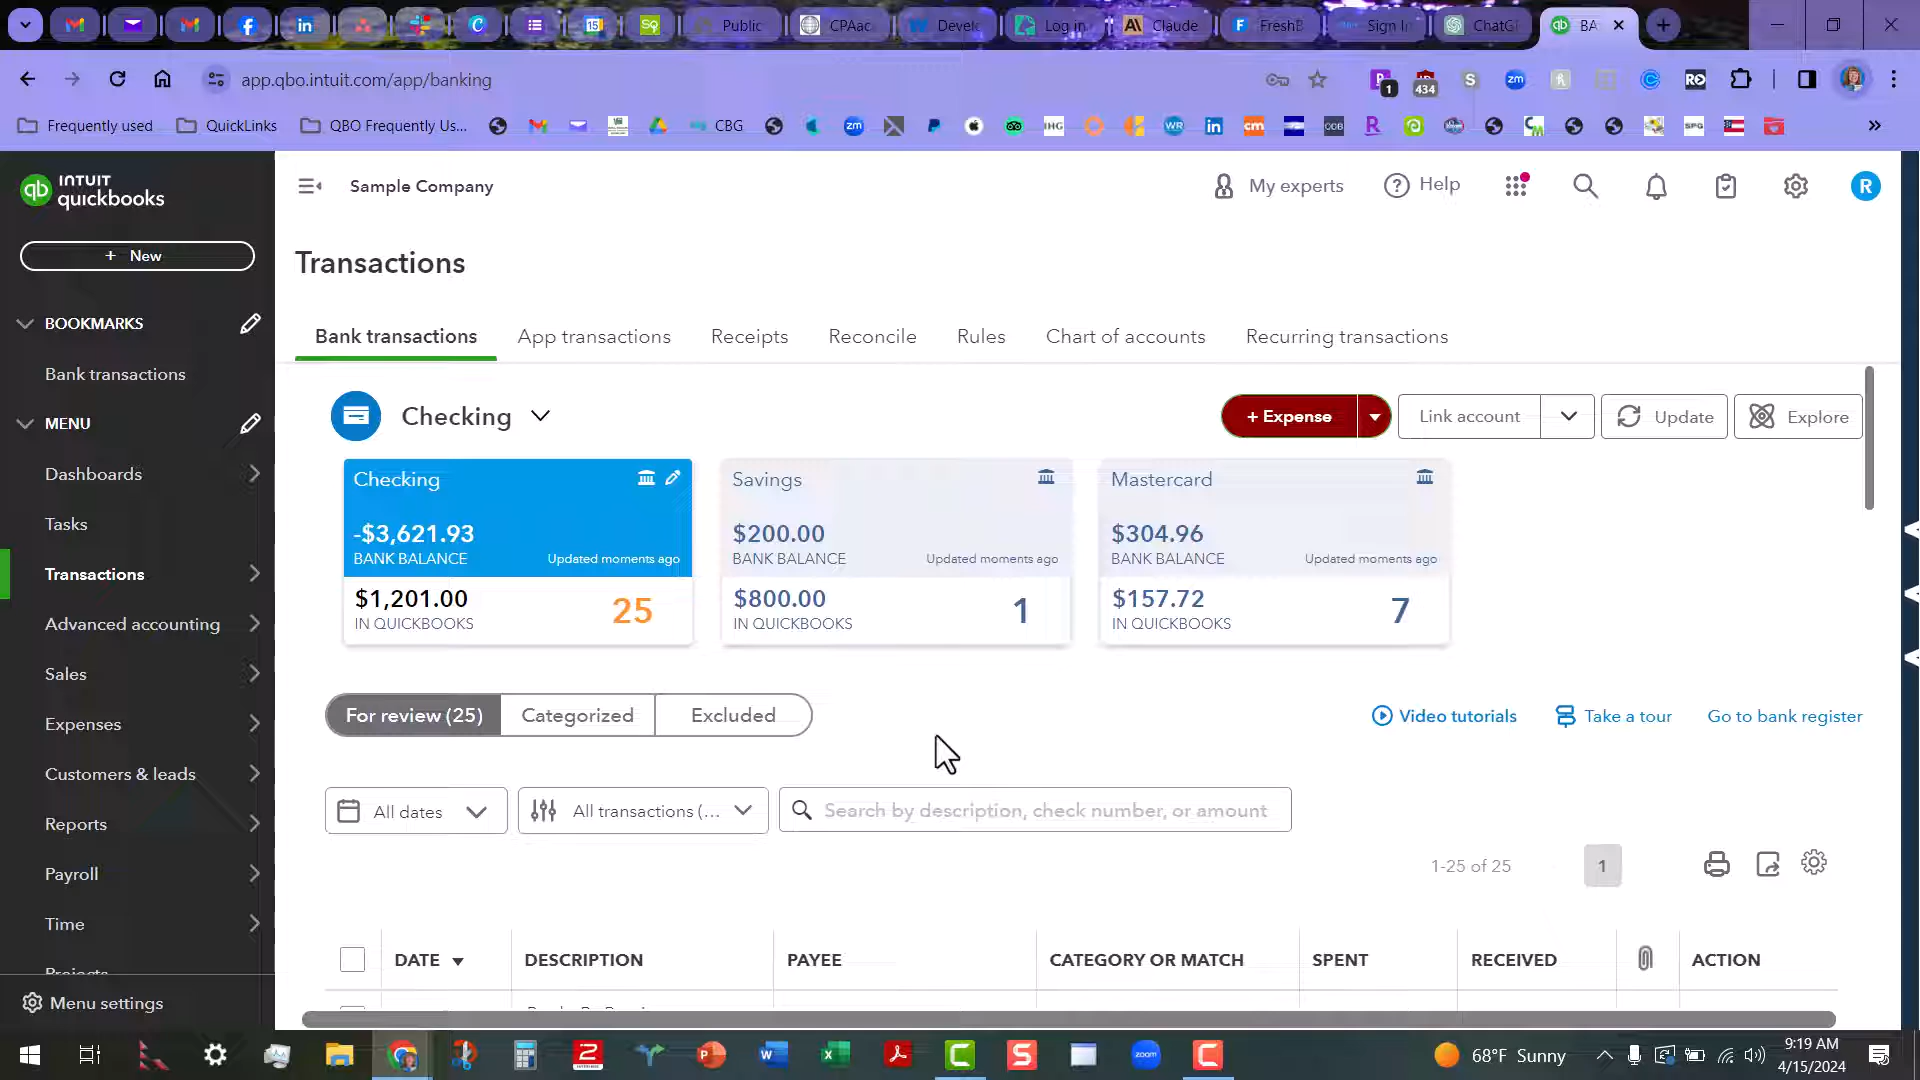 Public
CPAac
Develc
Log in
Claude
FreshB
Sign In
ChatG
BA
app.qbo.intuit.com/app/banking
1
434
Frequently used
QuickLinks
QBO Frequently Us...
CBG
INTUIT
quickbooks
Sample Company
My experts
Help
R
+ New
Transactions
BOOKMARKS
Bank transactions
MENU
Dashboards
Tasks
Transactions
Advanced accounting
Sales
Expenses
Customers & leads
Reports
Payroll
Time
Projects
Menu settings
Bank transactions
App transactions
Receipts
Reconcile
Rules
Chart of accounts
Recurring transactions
Checking
+ Expense
Link account
Update
Explore
Checking
-$3,621.93
BANK BALANCE
Updated moments ago
$1,201.00
IN QUICKBOOKS
25
Savings
$200.00
BANK BALANCE
Updated moments ago
$800.00
IN QUICKBOOKS
1
Mastercard
$304.96
BANK BALANCE
Updated moments ago
$157.72
IN QUICKBOOKS
7
For review (25)
Categorized
Excluded
Video tutorials
Take a tour
Go to bank register
All dates
All transactions (...
Search by description, check number, or amount
1-25 of 25
1
DATE
DESCRIPTION
PAYEE
CATEGORY OR MATCH
SPENT
RECEIVED
ACTION
68°F Sunny
9:19 AM
4/15/2024